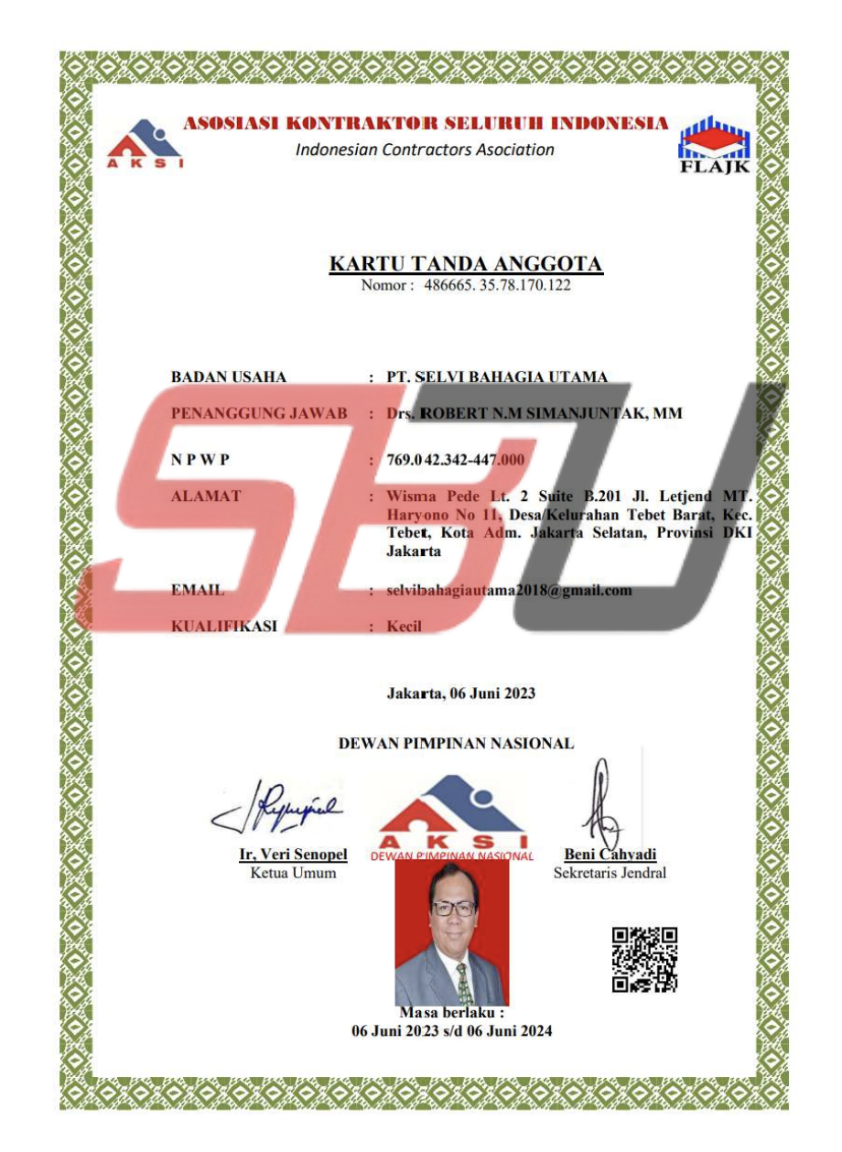 ASOSIASI KONTRAKTOR SELURUH INDONESIA
Indonesian Contractors Asociation
A K S I
FLAJK
KARTU TANDA ANGGOTA
Nomor : 486665. 35.78.170.122
BADAN USAHA : PT. SELVI BAHAGIA UTAMA
PENANGGUNG JAWAB : Drs. ROBERT N.M SIMANJUNTAK, MM
N P W P : 769.042.342-447.000
ALAMAT : Wisma Pede Lt. 2 Suite B.201 Jl. Letjend MT.
Haryono No 11, Desa/Kelurahan Tebet Barat, Kec.
Tebet, Kota Adm. Jakarta Selatan, Provinsi DKI
Jakarta
EMAIL : selvibahagiautama2018@gmail.com
KUALIFIKASI : Kecil
SBU
Jakarta, 06 Juni 2023
DEWAN PIMPINAN NASIONAL
A K S I
DEWAN PIMPINAN NASIONAL
Ir, Veri Senopel
Ketua Umum
Beni Cahyadi
Sekretaris Jendral
Masa berlaku :
06 Juni 2023 s/d 06 Juni 2024